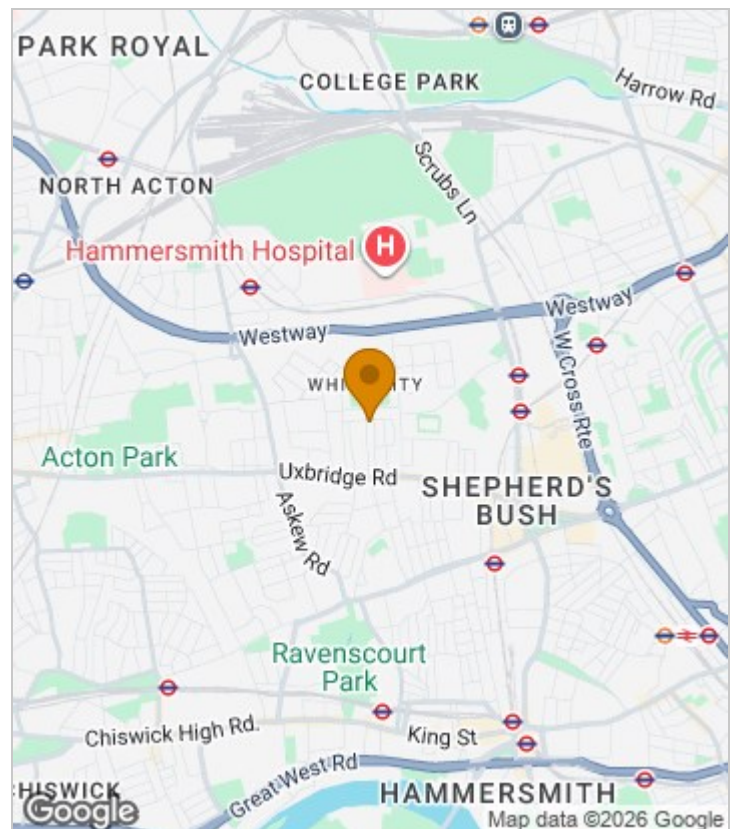 PARK ROYAL
COLLEGE PARK
Harrow Rd
Scrubs Ln
NORTH ACTON
Hammersmith Hospital
H
Westway
Westway
W Cross Rte
Acton Park
Uxbridge Rd
SHEPHERD'S
BUSH
Askew Rd
Ravenscourt
Park
Chiswick High Rd.
King St
Great West Rd
HAMMERSMITH
Google
Map data ©2026 Google